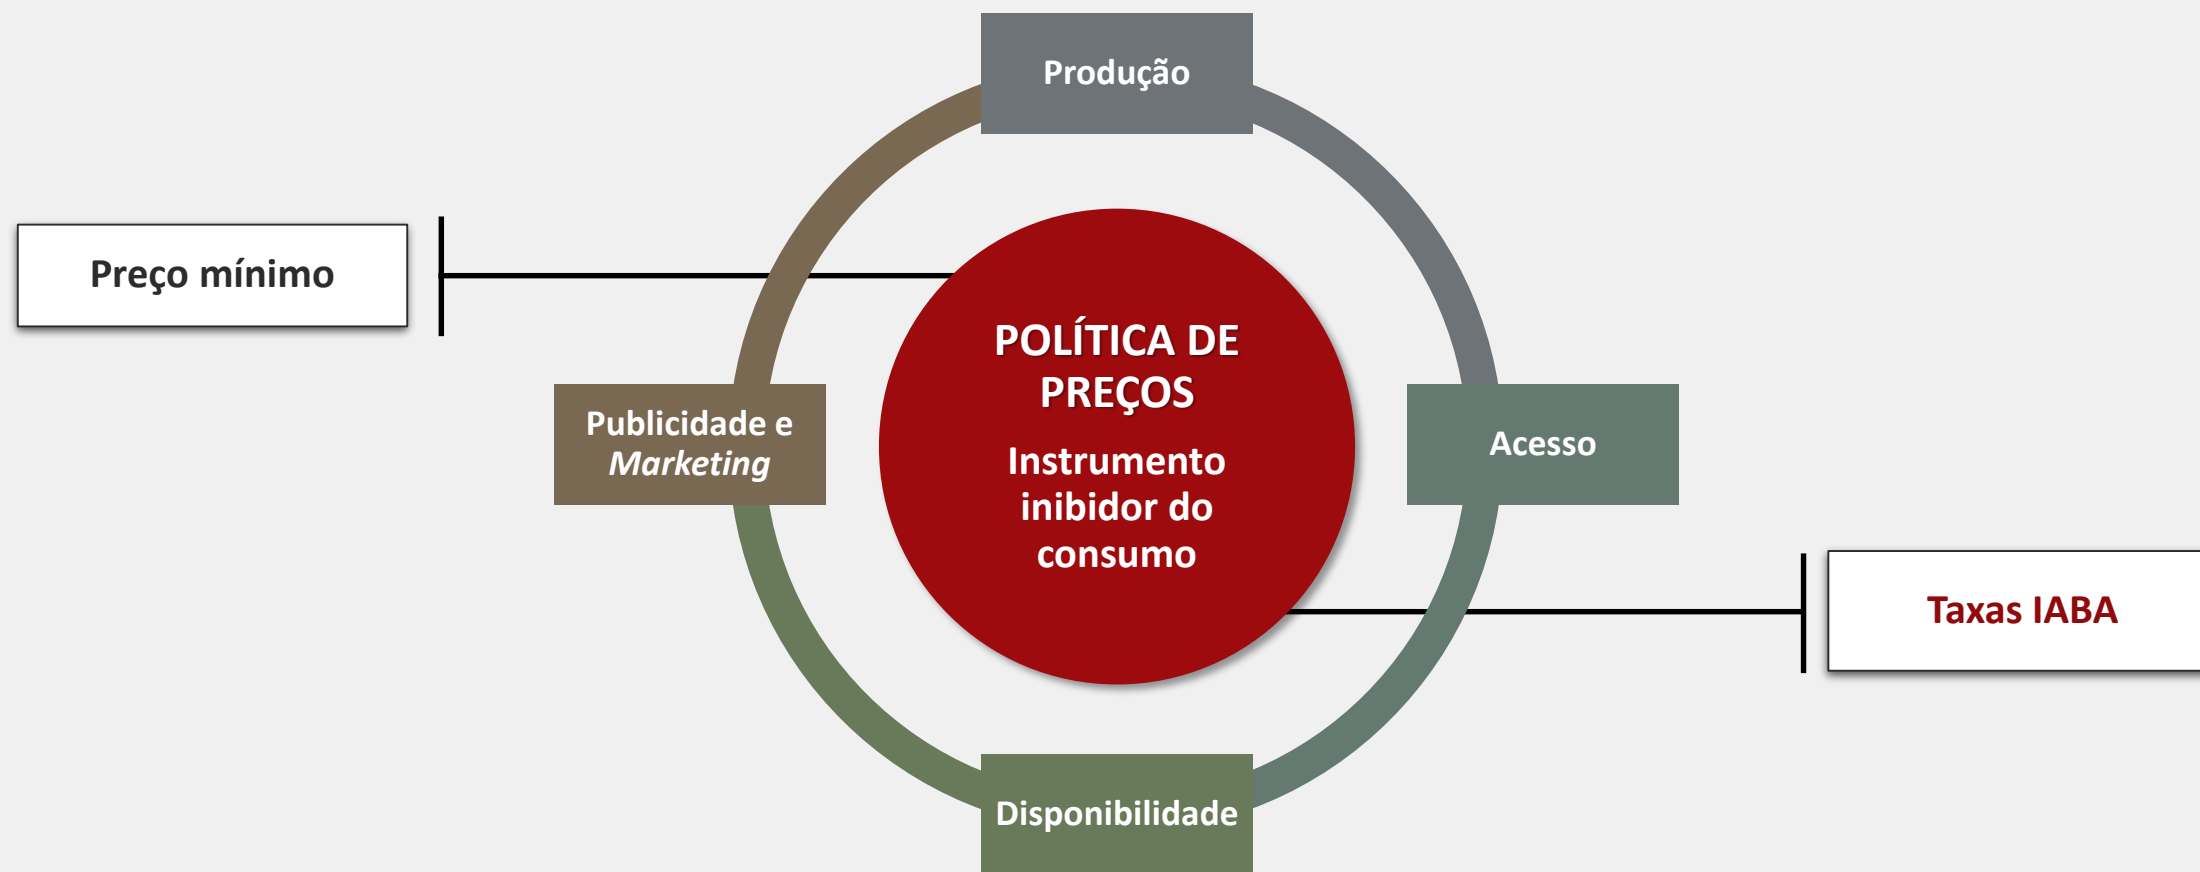 Produção
Preço mínimo
POLÍTICA DE
PREÇOS
Instrumento
inibidor do
consumo
Publicidade e
Marketing
Acesso
Taxas IABA
Disponibilidade